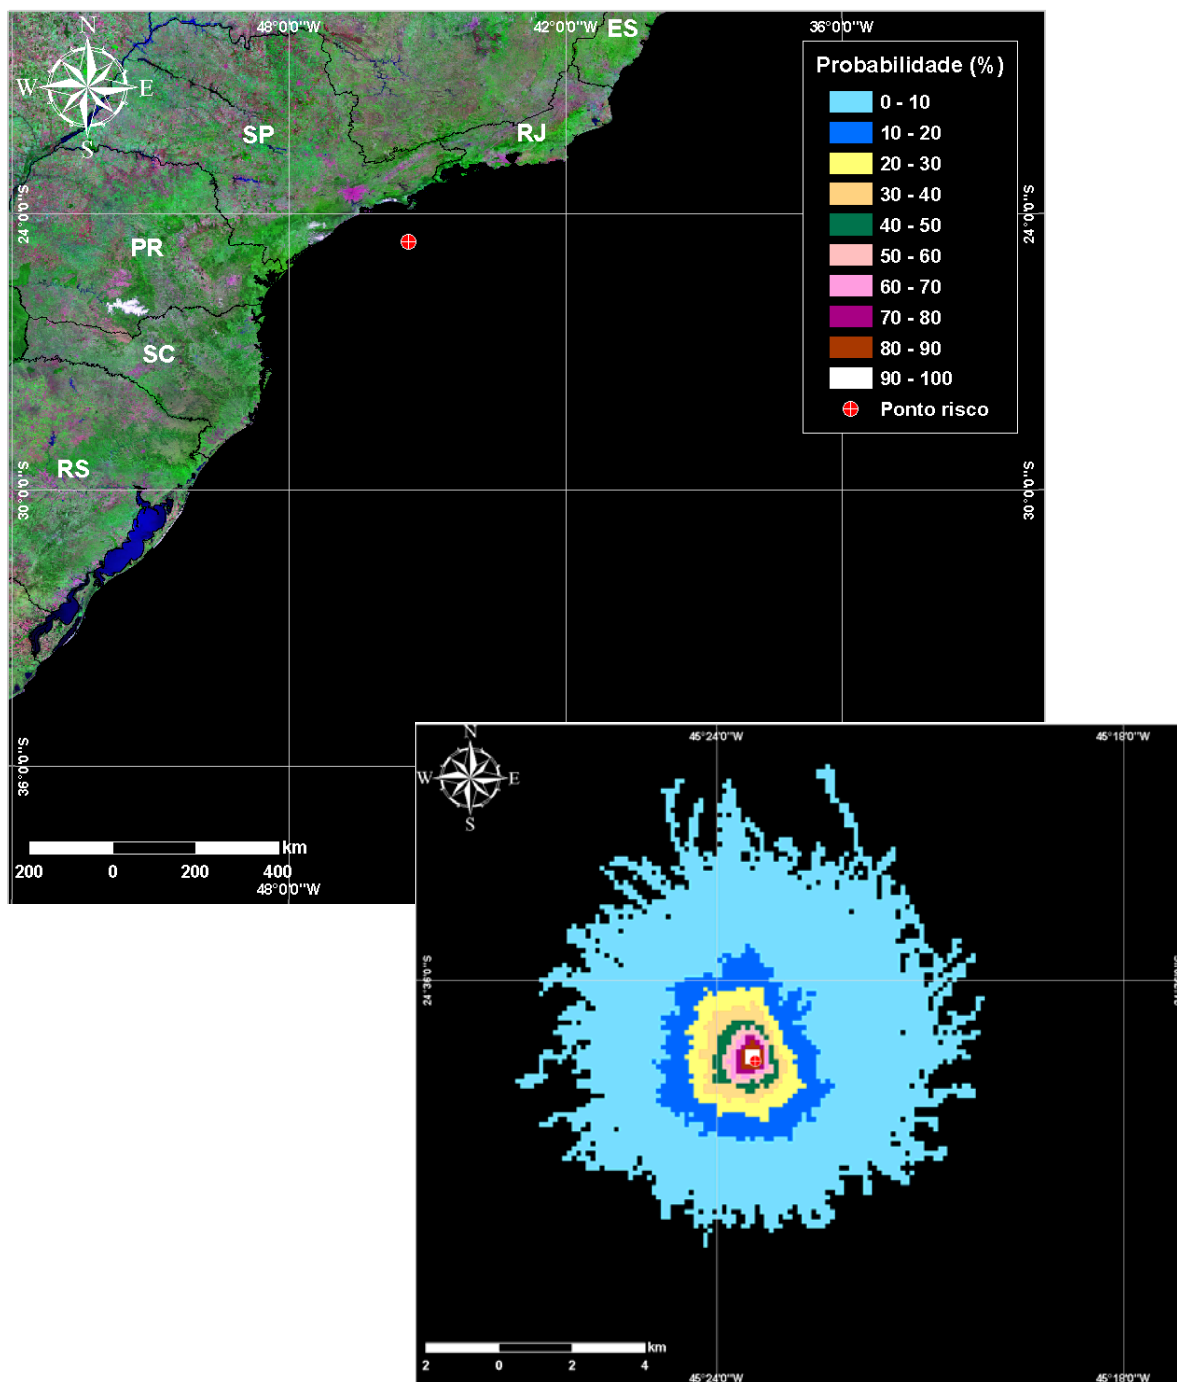 48°0'0"W
42°0'0"W
36°0'0"W
ES
N
W
E
S
SP
RJ
PR
SC
RS
24°0'0"S
24°0'0"S
30°0'0"S
30°0'0"S
36°0'0"S
Probabilidade (%)
0 - 10
10 - 20
20 - 30
30 - 40
40 - 50
50 - 60
60 - 70
70 - 80
80 - 90
90 - 100
Ponto risco
km
200 0 200 400
48°0'0"W
45°24'0"W
45°18'0"W
N
W
E
S
24°36'0"S
24°36'0"S
km
2 0 2 4
45°24'0"W
45°18'0"W